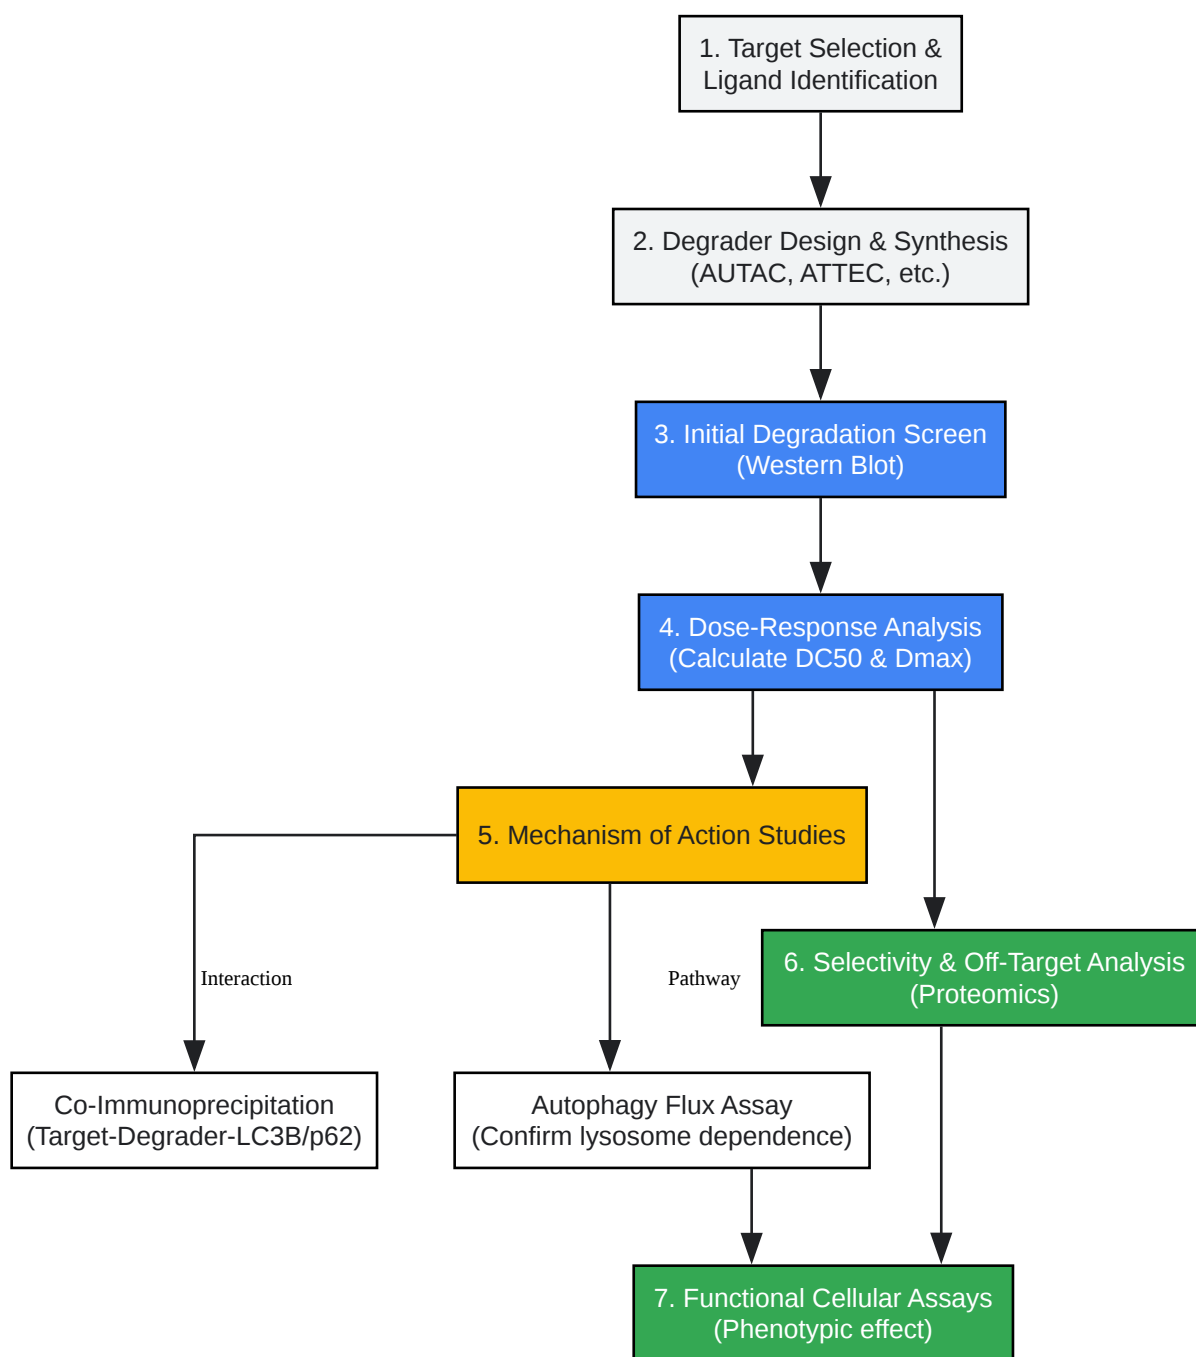 1. Target Selection &
Ligand Identification
2. Degrader Design & Synthesis
(AUTAC, ATTEC, etc.)
3. Initial Degradation Screen
(Western Blot)
4. Dose-Response Analysis
(Calculate DC50 & Dmax)
5. Mechanism of Action Studies
6. Selectivity & Off-Target Analysis
(Proteomics)
Interaction
Pathway
Co-Immunoprecipitation
(Target-Degrader-LC3B/p62)
Autophagy Flux Assay
(Confirm lysosome dependence)
7. Functional Cellular Assays
(Phenotypic effect)